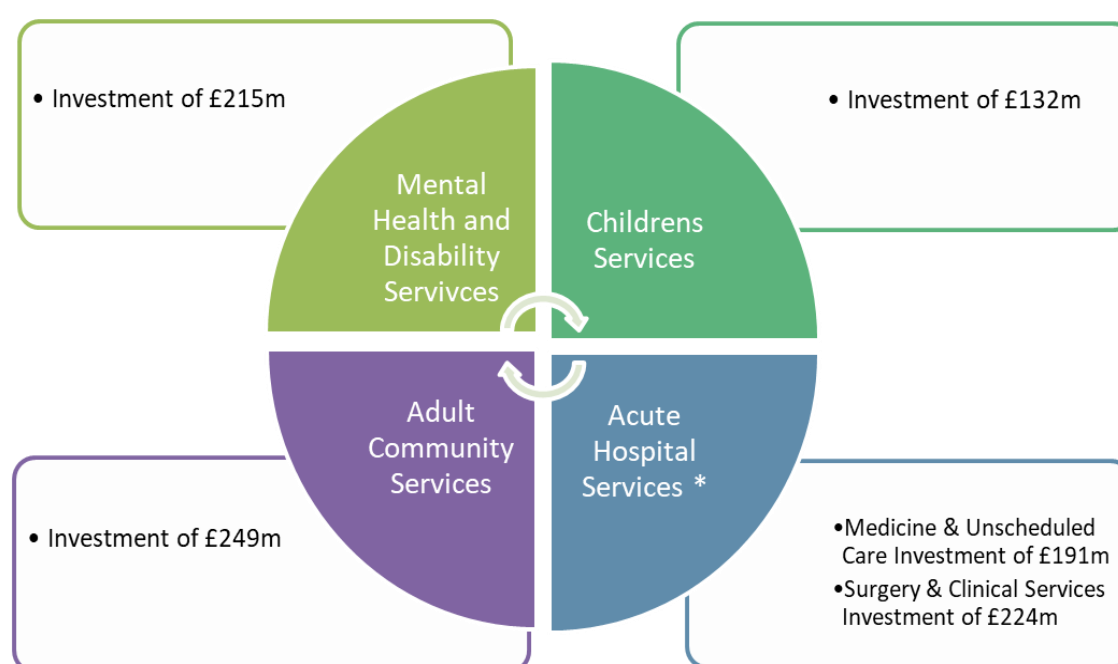 • Investment of £215m
• Investment of £132m
Mental
Health and
Disability
Servivces
Childrens
Services
Adult
Community
Services
Acute
Hospital
Services *
• Investment of £249m
•Medicine & Unscheduled
Care Investment of £191m
•Surgery & Clinical Services
Investment of £224m